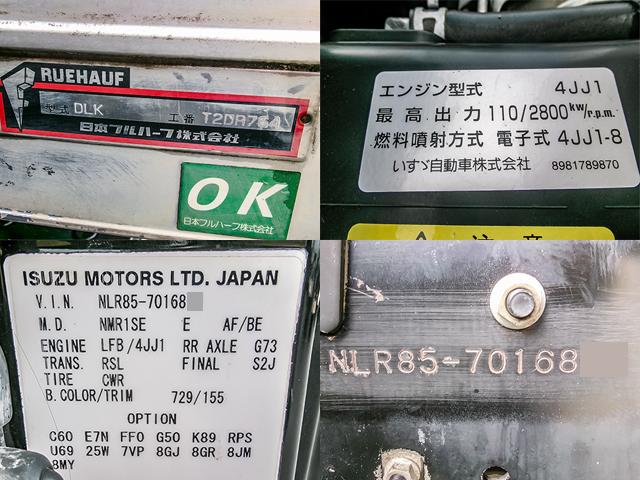 RUEHAUF
型式 DLK 工番
日本フルハーフ株式会社
OK
日本フルハーフ株式会社
エンジン型式 4JJ1
最高出力 110/2800kw/r.p.m.
燃料噴射方式 電子式 4JJ1-8
いすゞ自動車株式会社 8981789870
注意
ISUZU MOTORS LTD. JAPAN
V.I.N. NLR85-70168
M.D. NMR1SE E AF/BE
ENGINE LFB/4JJ1 RR AXLE G73
TRANS. RSL FINAL S2J
TIRE CWR
B.COLOR/TRIM 729/155
OPTION
C60 E7N FF0 G50 K89 RPS
U69 25W 7VP 8GJ 8GR 8JM
8MY
NLR85-70168